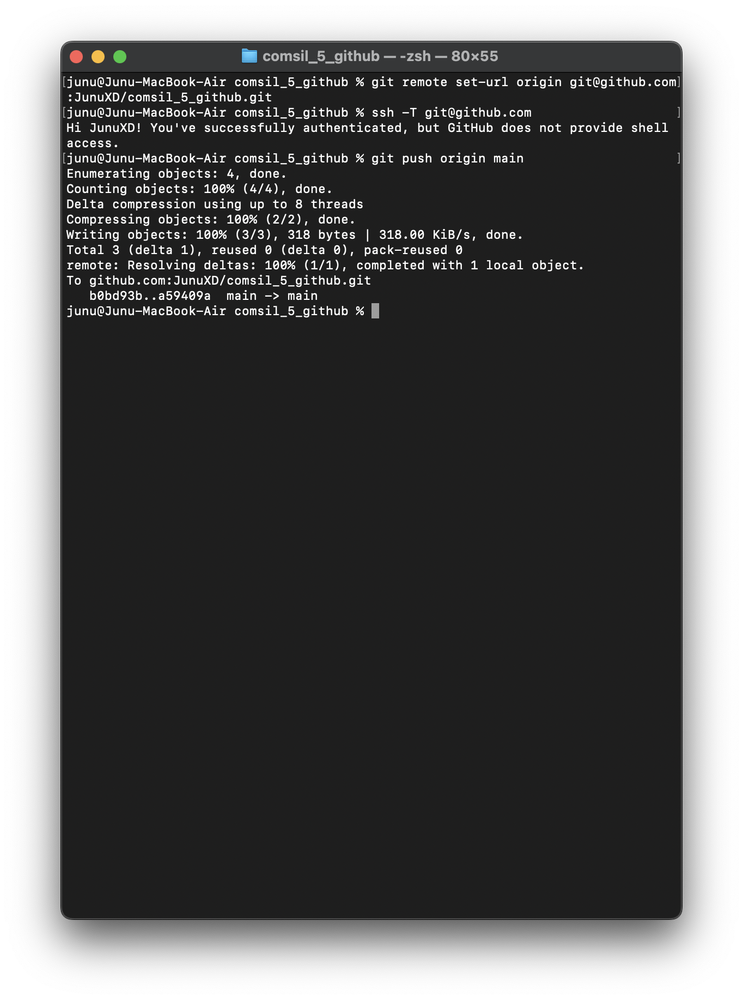 comsil_5_github — -zsh — 80×55
[junu@Junu-MacBook-Air comsil_5_github % git remote set-url origin git@github.com]
:JunuXD/comsil_5_github.git
[junu@Junu-MacBook-Air comsil_5_github % ssh -T git@github.com ]
Hi JunuXD! You've successfully authenticated, but GitHub does not provide shell
access.
[junu@Junu-MacBook-Air comsil_5_github % git push origin main ]
Enumerating objects: 4, done.
Counting objects: 100% (4/4), done.
Delta compression using up to 8 threads
Compressing objects: 100% (2/2), done.
Writing objects: 100% (3/3), 318 bytes | 318.00 KiB/s, done.
Total 3 (delta 1), reused 0 (delta 0), pack-reused 0
remote: Resolving deltas: 100% (1/1), completed with 1 local object.
To github.com:JunuXD/comsil_5_github.git
   b0bd93b..a59409a  main -> main
junu@Junu-MacBook-Air comsil_5_github %